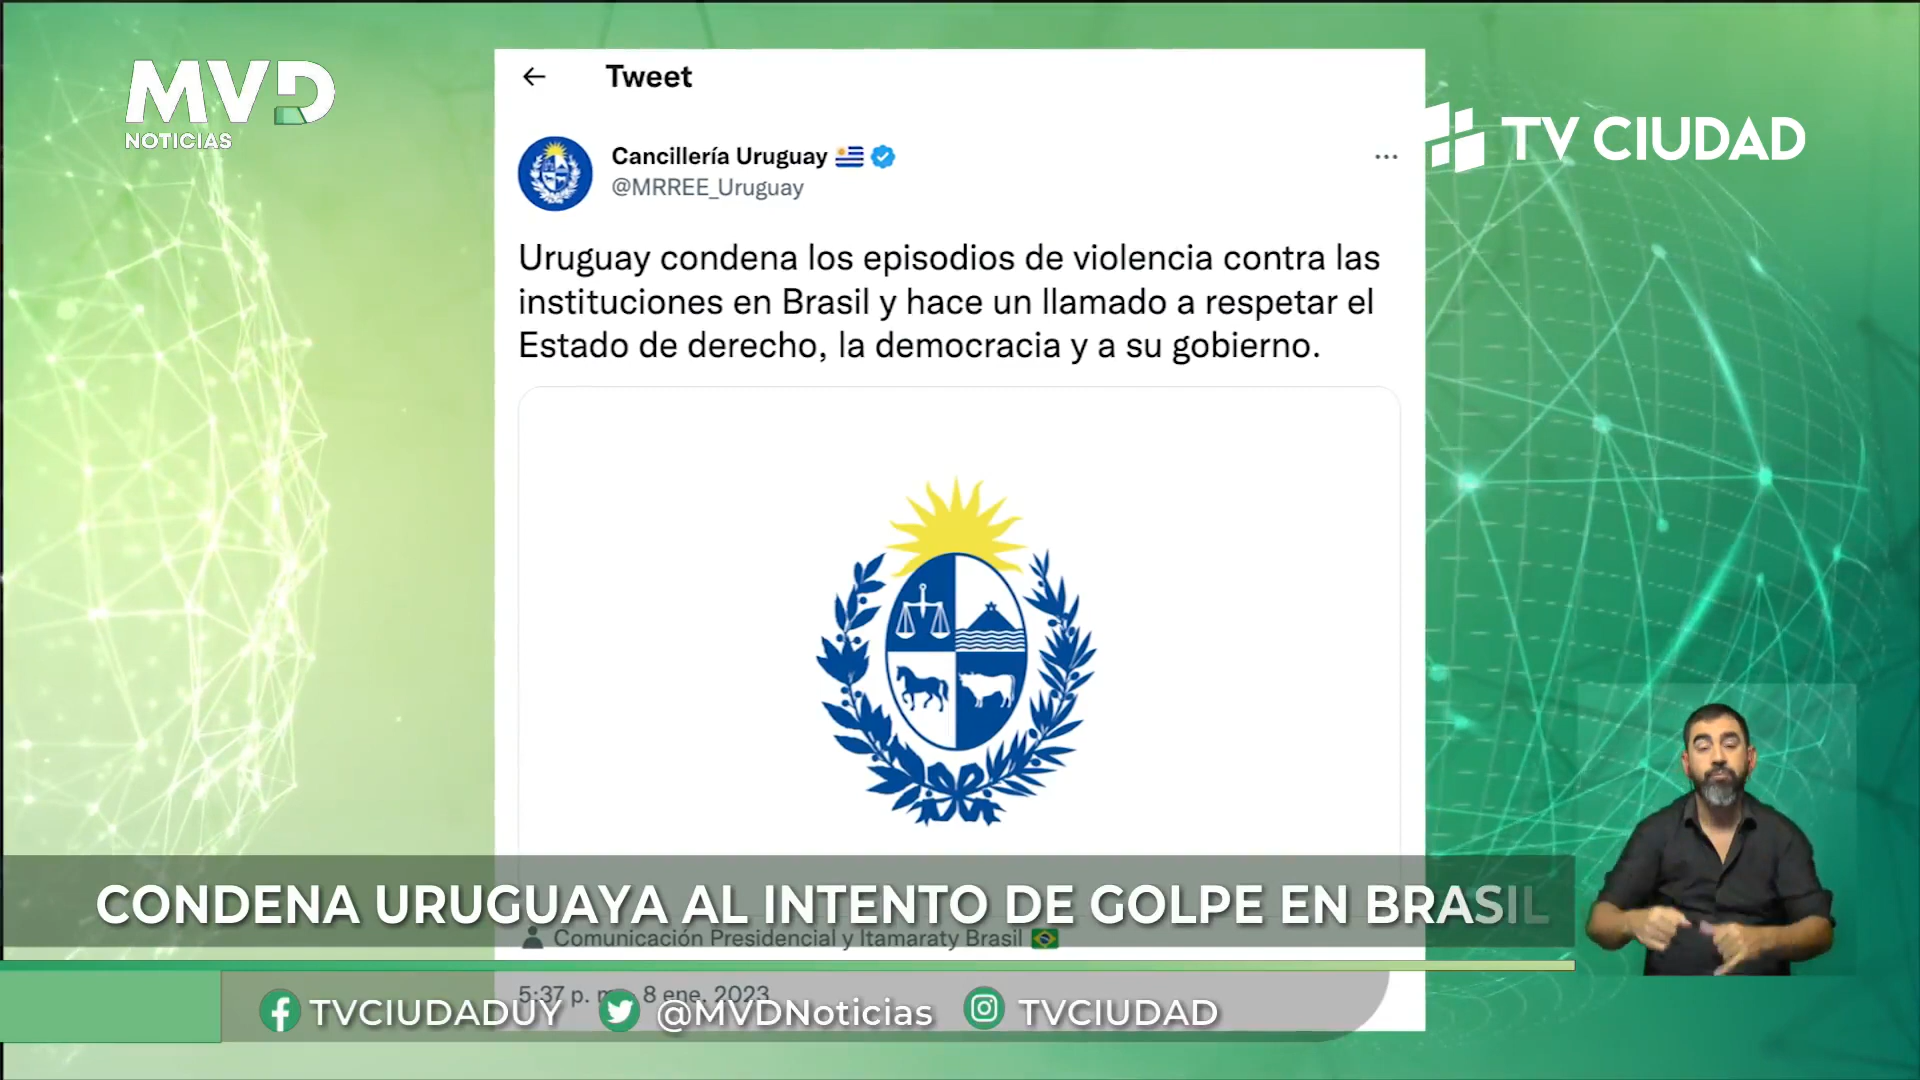 MVD
NOTICIAS
Tweet
TV CIUDAD
Cancillería Uruguay
@MRREE_Uruguay
Uruguay condena los episodios de violencia contra las
instituciones en Brasil y hace un llamado a respetar el
Estado de derecho, la democracia y a su gobierno.
CONDENA URUGUAYA AL INTENTO DE GOLPE EN BRASIL
Comunicación Presidencial y Itamaraty Brasil
5:37 p. m. 8 ene. 2023
TVCIUDADUY @MVDNoticias TVCIUDAD